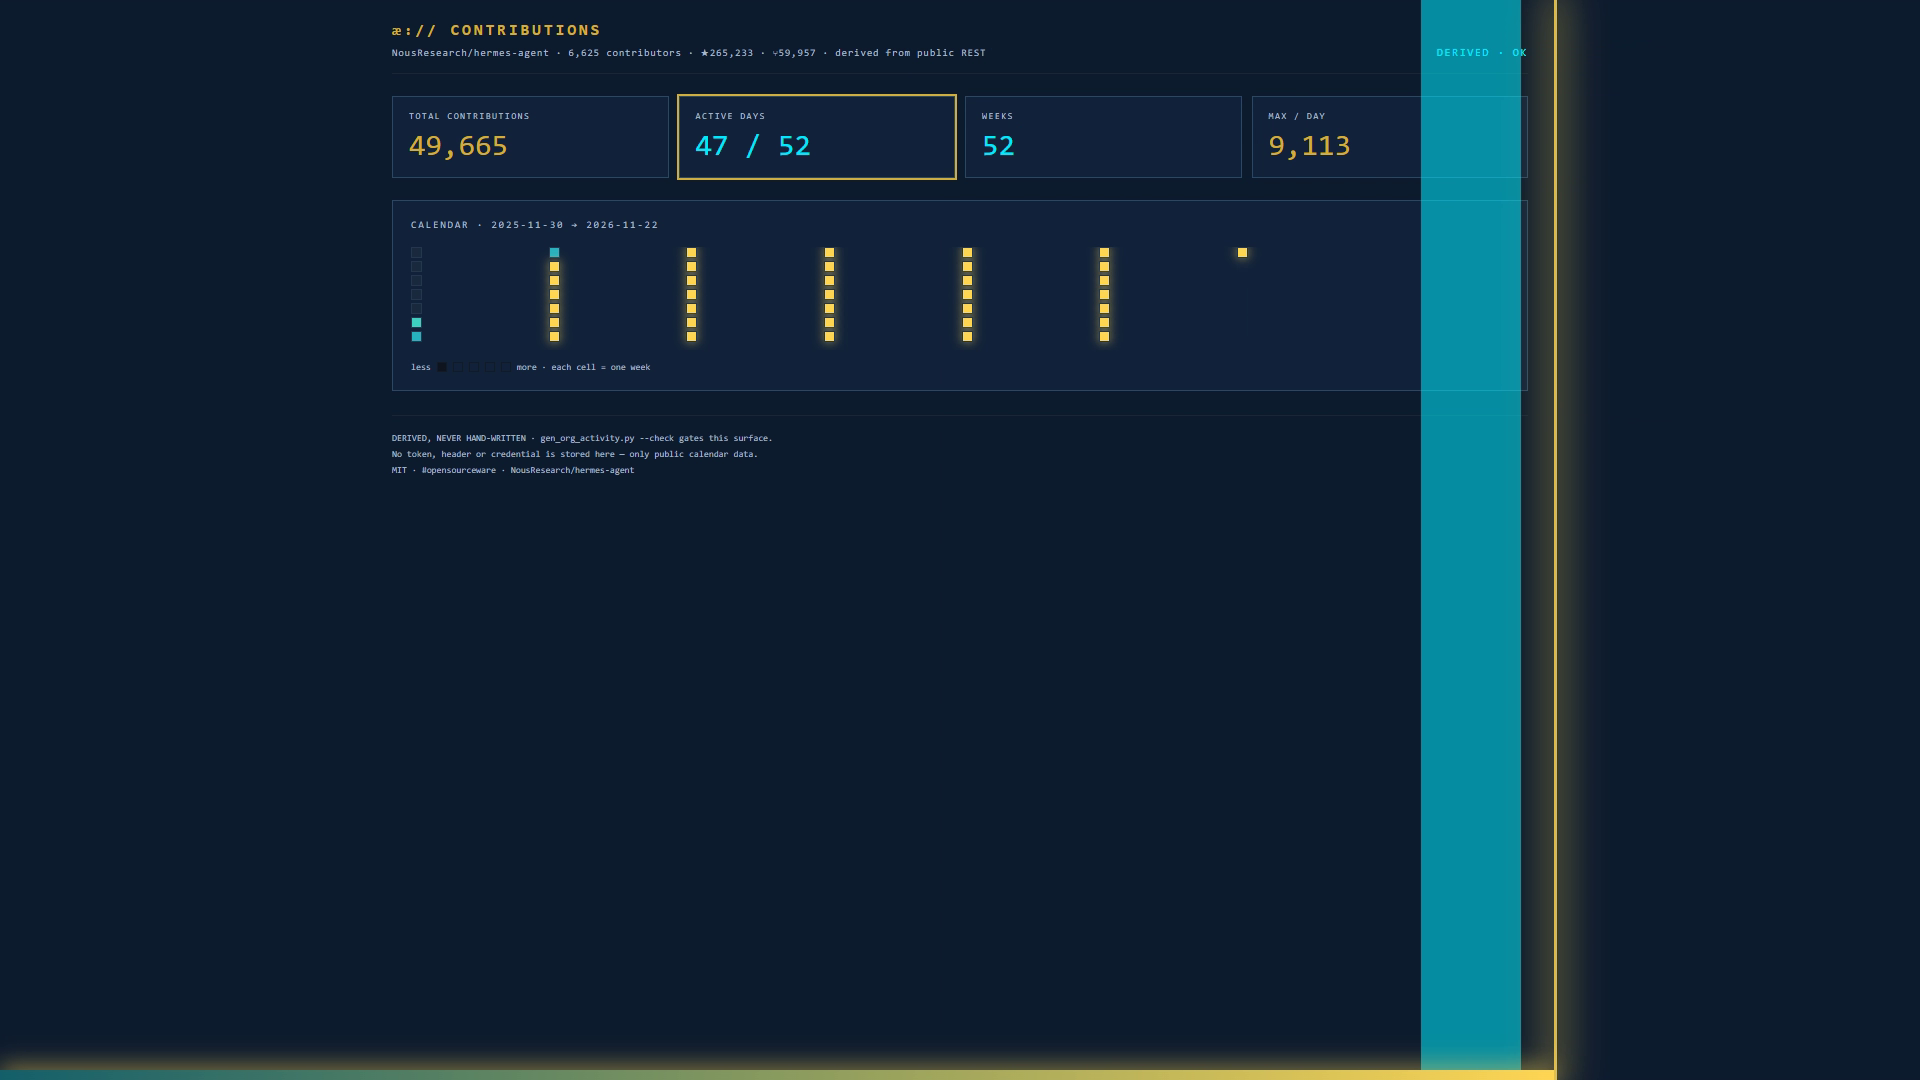 æ:// CONTRIBUTIONS
NousResearch/hermes-agent · 6,625 contributors · ★265,233 · ⑂59,957 · derived from public REST
DERIVED · OK
TOTAL CONTRIBUTIONS
49,665
ACTIVE DAYS
47 / 52
WEEKS
52
MAX / DAY
9,113
CALENDAR · 2025-11-30 → 2026-11-22
less more · each cell = one week
DERIVED, NEVER HAND-WRITTEN · gen_org_activity.py --check gates this surface.
No token, header or credential is stored here — only public calendar data.
MIT · #opensourceware · NousResearch/hermes-agent